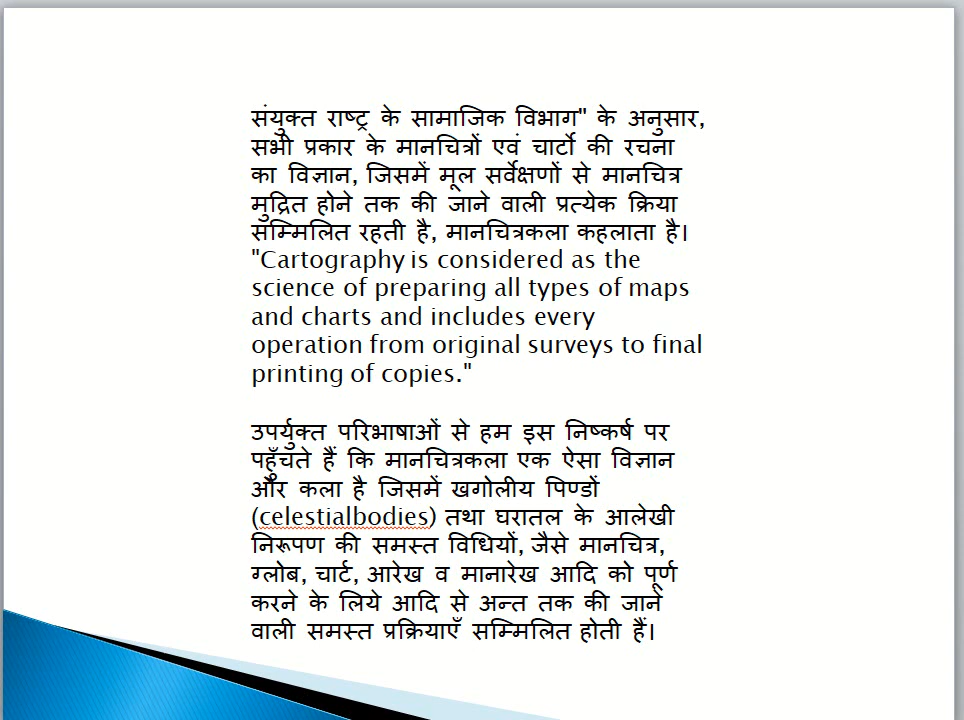 संयुक्त राष्ट्र के सामाजिक विभाग" के अनुसार,
सभी प्रकार के मानचित्रों एवं चार्टो की रचना
का विज्ञान, जिसमें मूल सर्वेक्षणों से मानचित्र
मुद्रित होने तक की जाने वाली प्रत्येक क्रिया
सम्मिलित रहती है, मानचित्रकला कहलाता है।
"Cartography is considered as the
science of preparing all types of maps
and charts and includes every
operation from original surveys to final
printing of copies."
उपर्युक्त परिभाषाओं से हम इस निष्कर्ष पर
पहुँचते हैं कि मानचित्रकला एक ऐसा विज्ञान
और कला है जिसमें खगोलीय पिण्डों
(celestialbodies) तथा घरातल के आलेखी
निरूपण की समस्त विधियों, जैसे मानचित्र,
ग्लोब, चार्ट, आरेख व मानारेख आदि को पूर्ण
करने के लिये आदि से अन्त तक की जाने
वाली समस्त प्रक्रियाएँ सम्मिलित होती हैं।